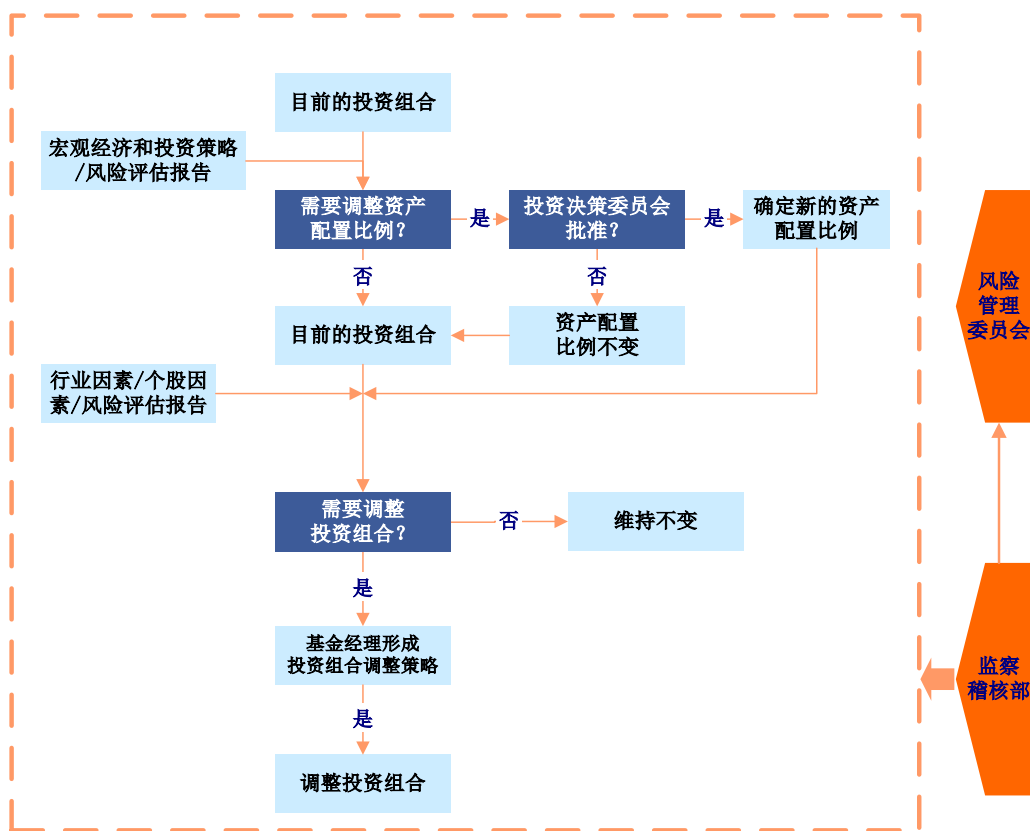 目前的投资组合
宏观经济和投资策略
/风险评估报告
需要调整资产
配置比例？
是
投资决策委员会
批准？
是
确定新的资产
配置比例
否
否
目前的投资组合
资产配置
比例不变
风险
管理
委员会
行业因素/个股因
素/风险评估报告
需要调整
投资组合？
否
维持不变
是
基金经理形成
投资组合调整策略
监察
稽核部
是
调整投资组合